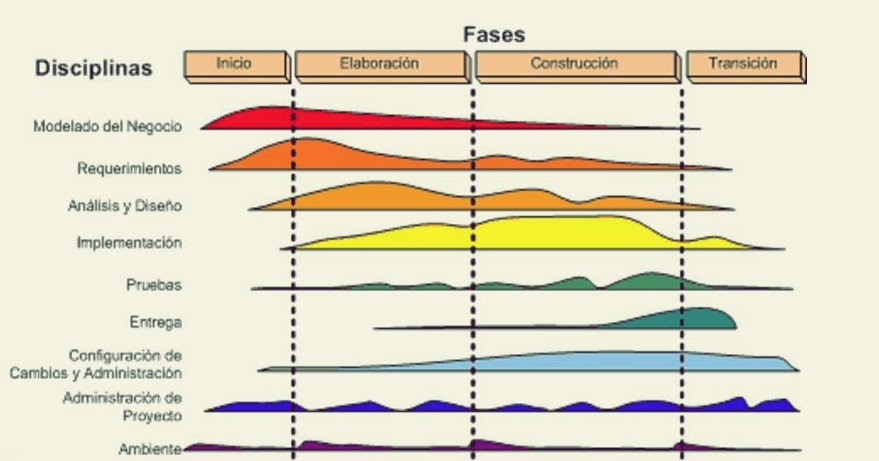 Fases
Disciplinas
Inicio
Elaboración
Construcción
Transición
Modelado del Negocio
Requerimientos
Análisis y Diseño
Implementación
Pruebas
Entrega
Configuración de
Cambios y Administración
Administración de
Proyecto
Ambiente